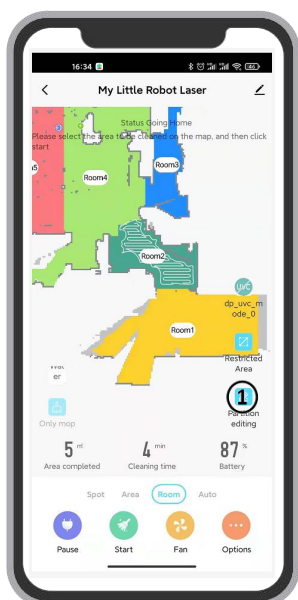 16:34
My Little Robot Laser
Status Going Home
Please select the area to be cleaned on the map, and then click
start
Room3
Room4
Room2
uvc
dp_uvc_m
ode_0
Room1
Restricted
Area
er
1
Only map
editing
5 ㎡
4 min
87 %
Area completed
Cleaning time
Battery
Spot
Area
Room
Auto
Pause
Start
Fan
Options